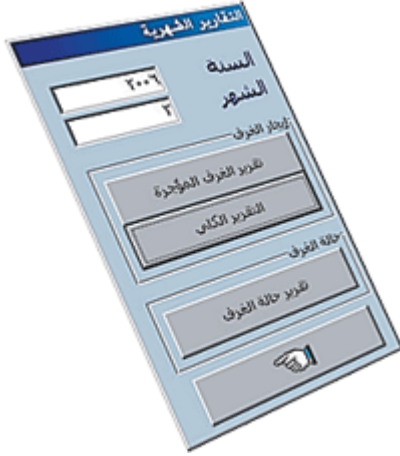 التقارير الشهرية
السنة
٢٠٠٦
الشهر
٣
إيجار الغرف
تقرير الغرف المؤجرة
التقرير الكلي
حالة الغرف
تقرير حالة الغرف